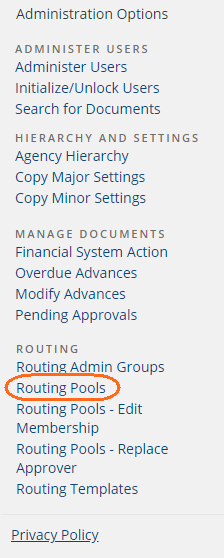 Administration Options
ADMINISTER USERS
Administer Users
Initialize/Unlock Users
Search for Documents
HIERARCHY AND SETTINGS
Agency Hierarchy
Copy Major Settings
Copy Minor Settings
MANAGE DOCUMENTS
Financial System Action
Overdue Advances
Modify Advances
Pending Approvals
ROUTING
Routing Admin Groups
Routing Pools
Routing Pools - Edit
Membership
Routing Pools - Replace
Approver
Routing Templates
Privacy Policy